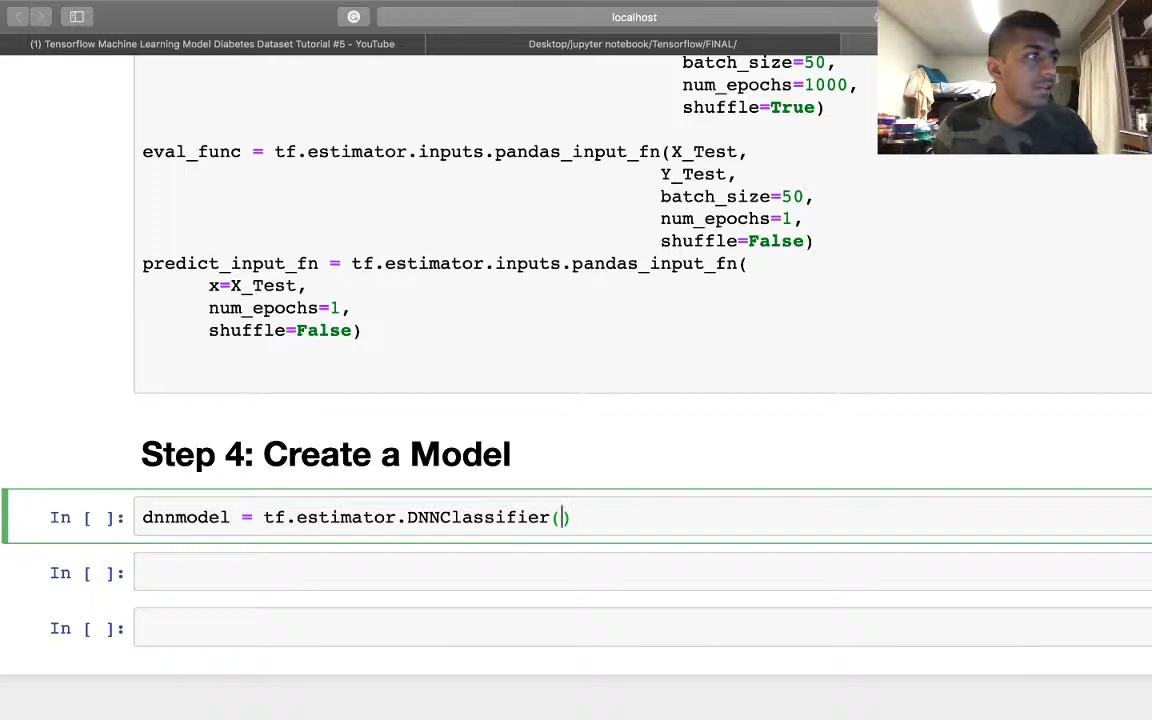 localhost
(1) Tensorflow Machine Learning Model Diabetes Dataset Tutorial #5 - YouTube
Desktop/jupyter notebook/Tensorflow/FINAL/
batch_size=50,
num_epochs=1000,
shuffle=True)
eval_func = tf.estimator.inputs.pandas_input_fn(X_Test,
Y_Test,
batch_size=50,
num_epochs=1,
shuffle=False)
predict_input_fn = tf.estimator.inputs.pandas_input_fn(
x=X_Test,
num_epochs=1,
shuffle=False)
Step 4: Create a Model
In [ ]: dnnmodel = tf.estimator.DNNClassifier()
In [ ]:
In [ ]: